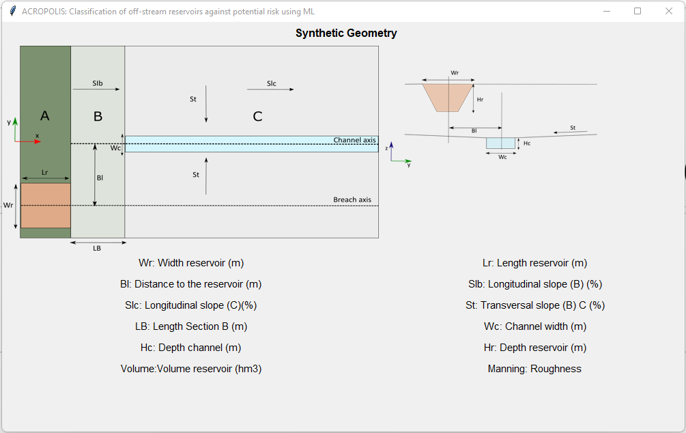 ACROPOLIS: Classification of off-stream reservoirs against potential risk using ML
Synthetic Geometry
A
B
C
Slb
Slc
St
St
Channel axis
Wc
Bl
Breach axis
Lr
Wr
LB
y
x
Wr
Hr
Bl
St
Hc
Wc
z
y
Wr: Width reservoir (m)
Lr: Length reservoir (m)
Bl: Distance to the reservoir (m)
Slb: Longitudinal slope (B) (%)
Slc: Longitudinal slope (C)(%)
St: Transversal slope (B) C (%)
LB: Length Section B (m)
Wc: Channel width (m)
Hc: Depth channel (m)
Hr: Depth reservoir (m)
Volume:Volume reservoir (hm3)
Manning: Roughness